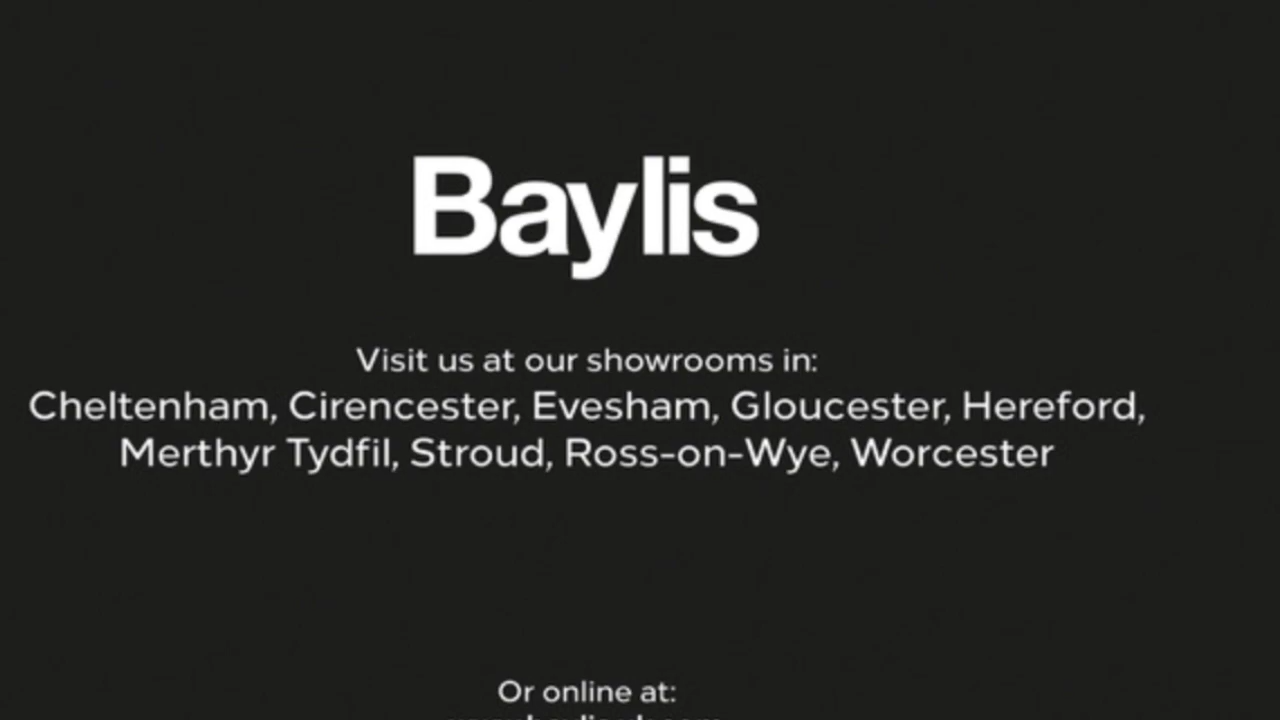 Baylis
Visit us at our showrooms in:
Cheltenham, Cirencester, Evesham, Gloucester, Hereford,
Merthyr Tydfil, Stroud, Ross-on-Wye, Worcester
Or online at: